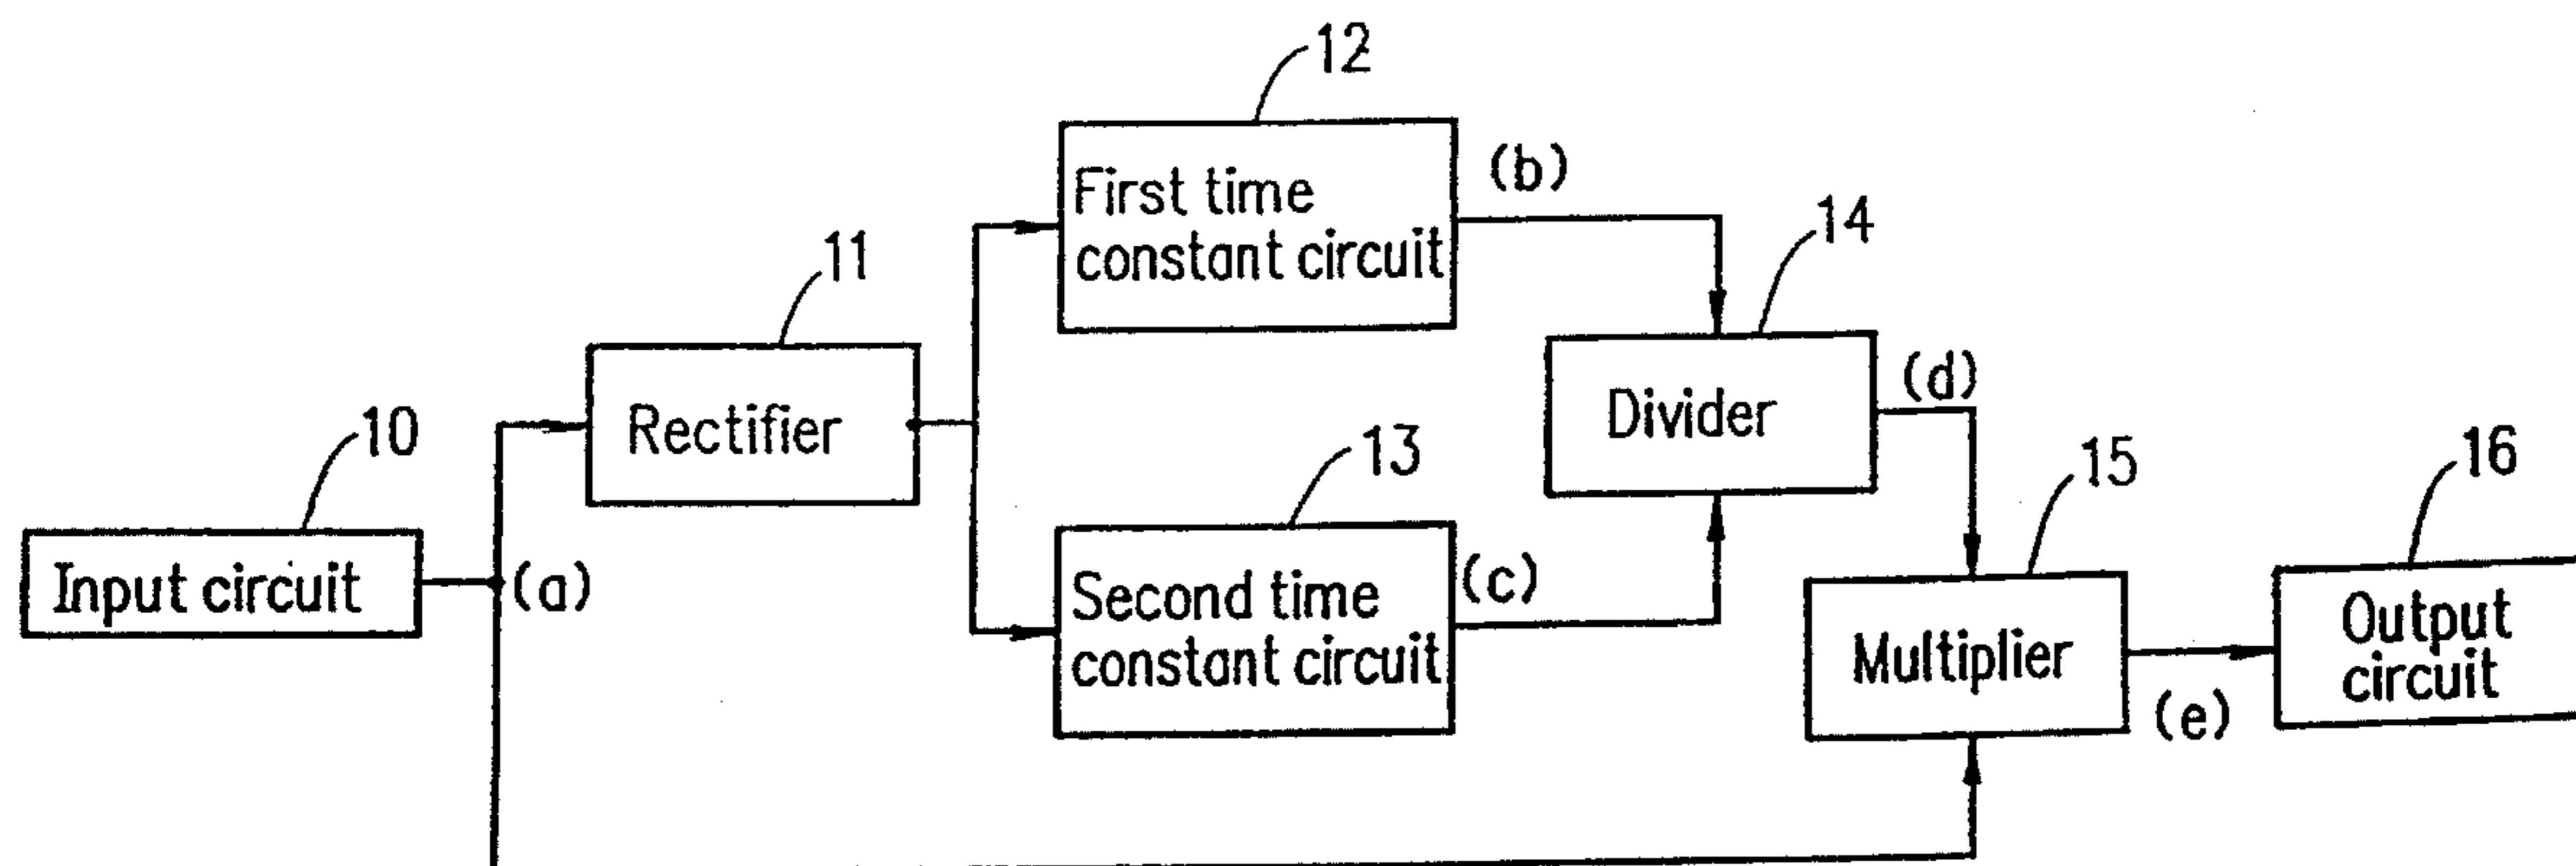 12
First time
constant circuit
(b)
14
11
Rectifier
Divider
(d)
10
13
15
16
Input circuit
(a)
Second time
constant circuit
(c)
Multiplier
(e)
Output
circuit